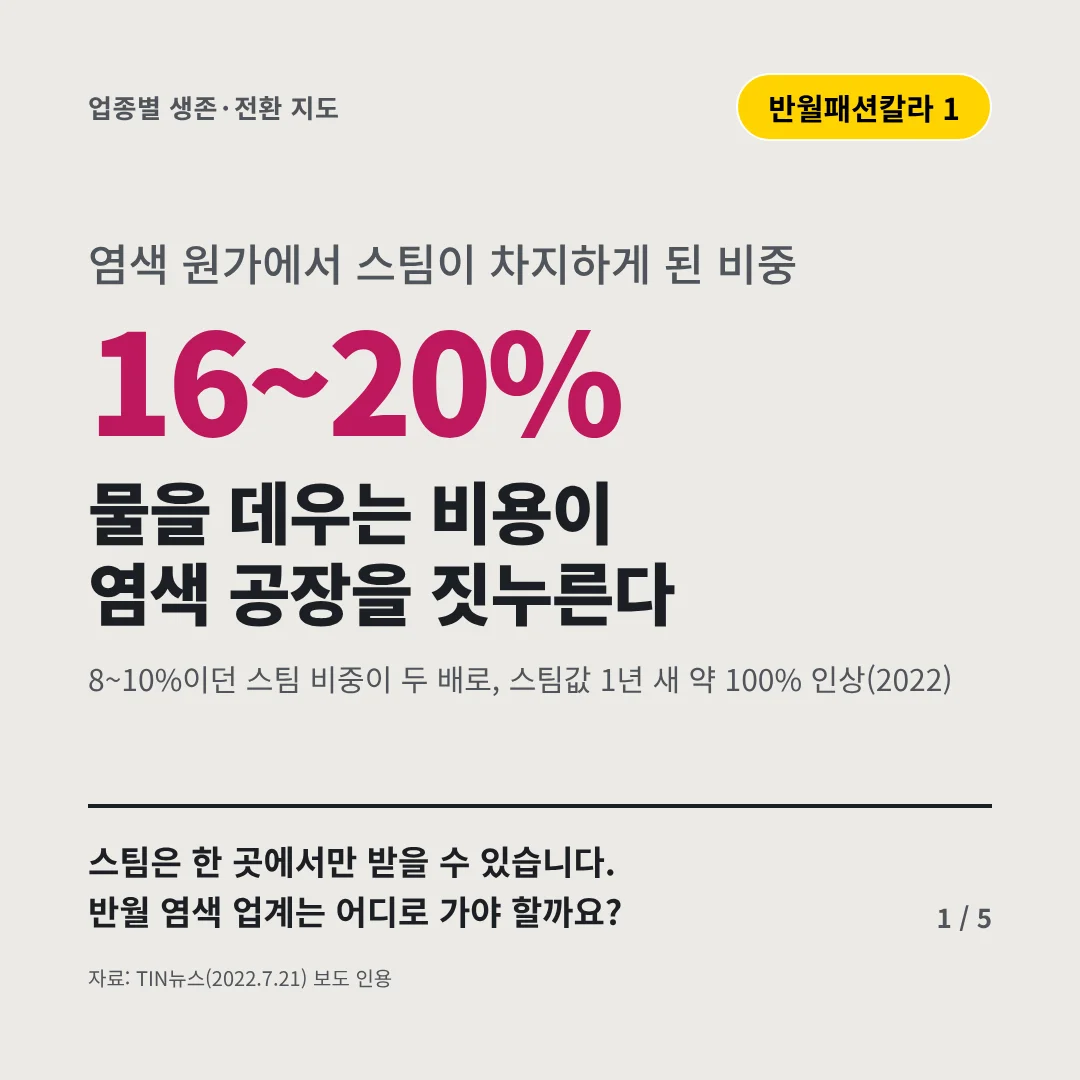 업종별 생존·전환 지도
반월패션칼라 1
염색 원가에서 스팀이 차지하게 된 비중
16~20%
물을 데우는 비용이
염색 공장을 짓누른다
8~10%이던 스팀 비중이 두 배로, 스팀값 1년 새 약 100% 인상(2022)
스팀은 한 곳에서만 받을 수 있습니다.
반월 염색 업계는 어디로 가야 할까요?
1 / 5
자료: TIN뉴스(2022.7.21) 보도 인용